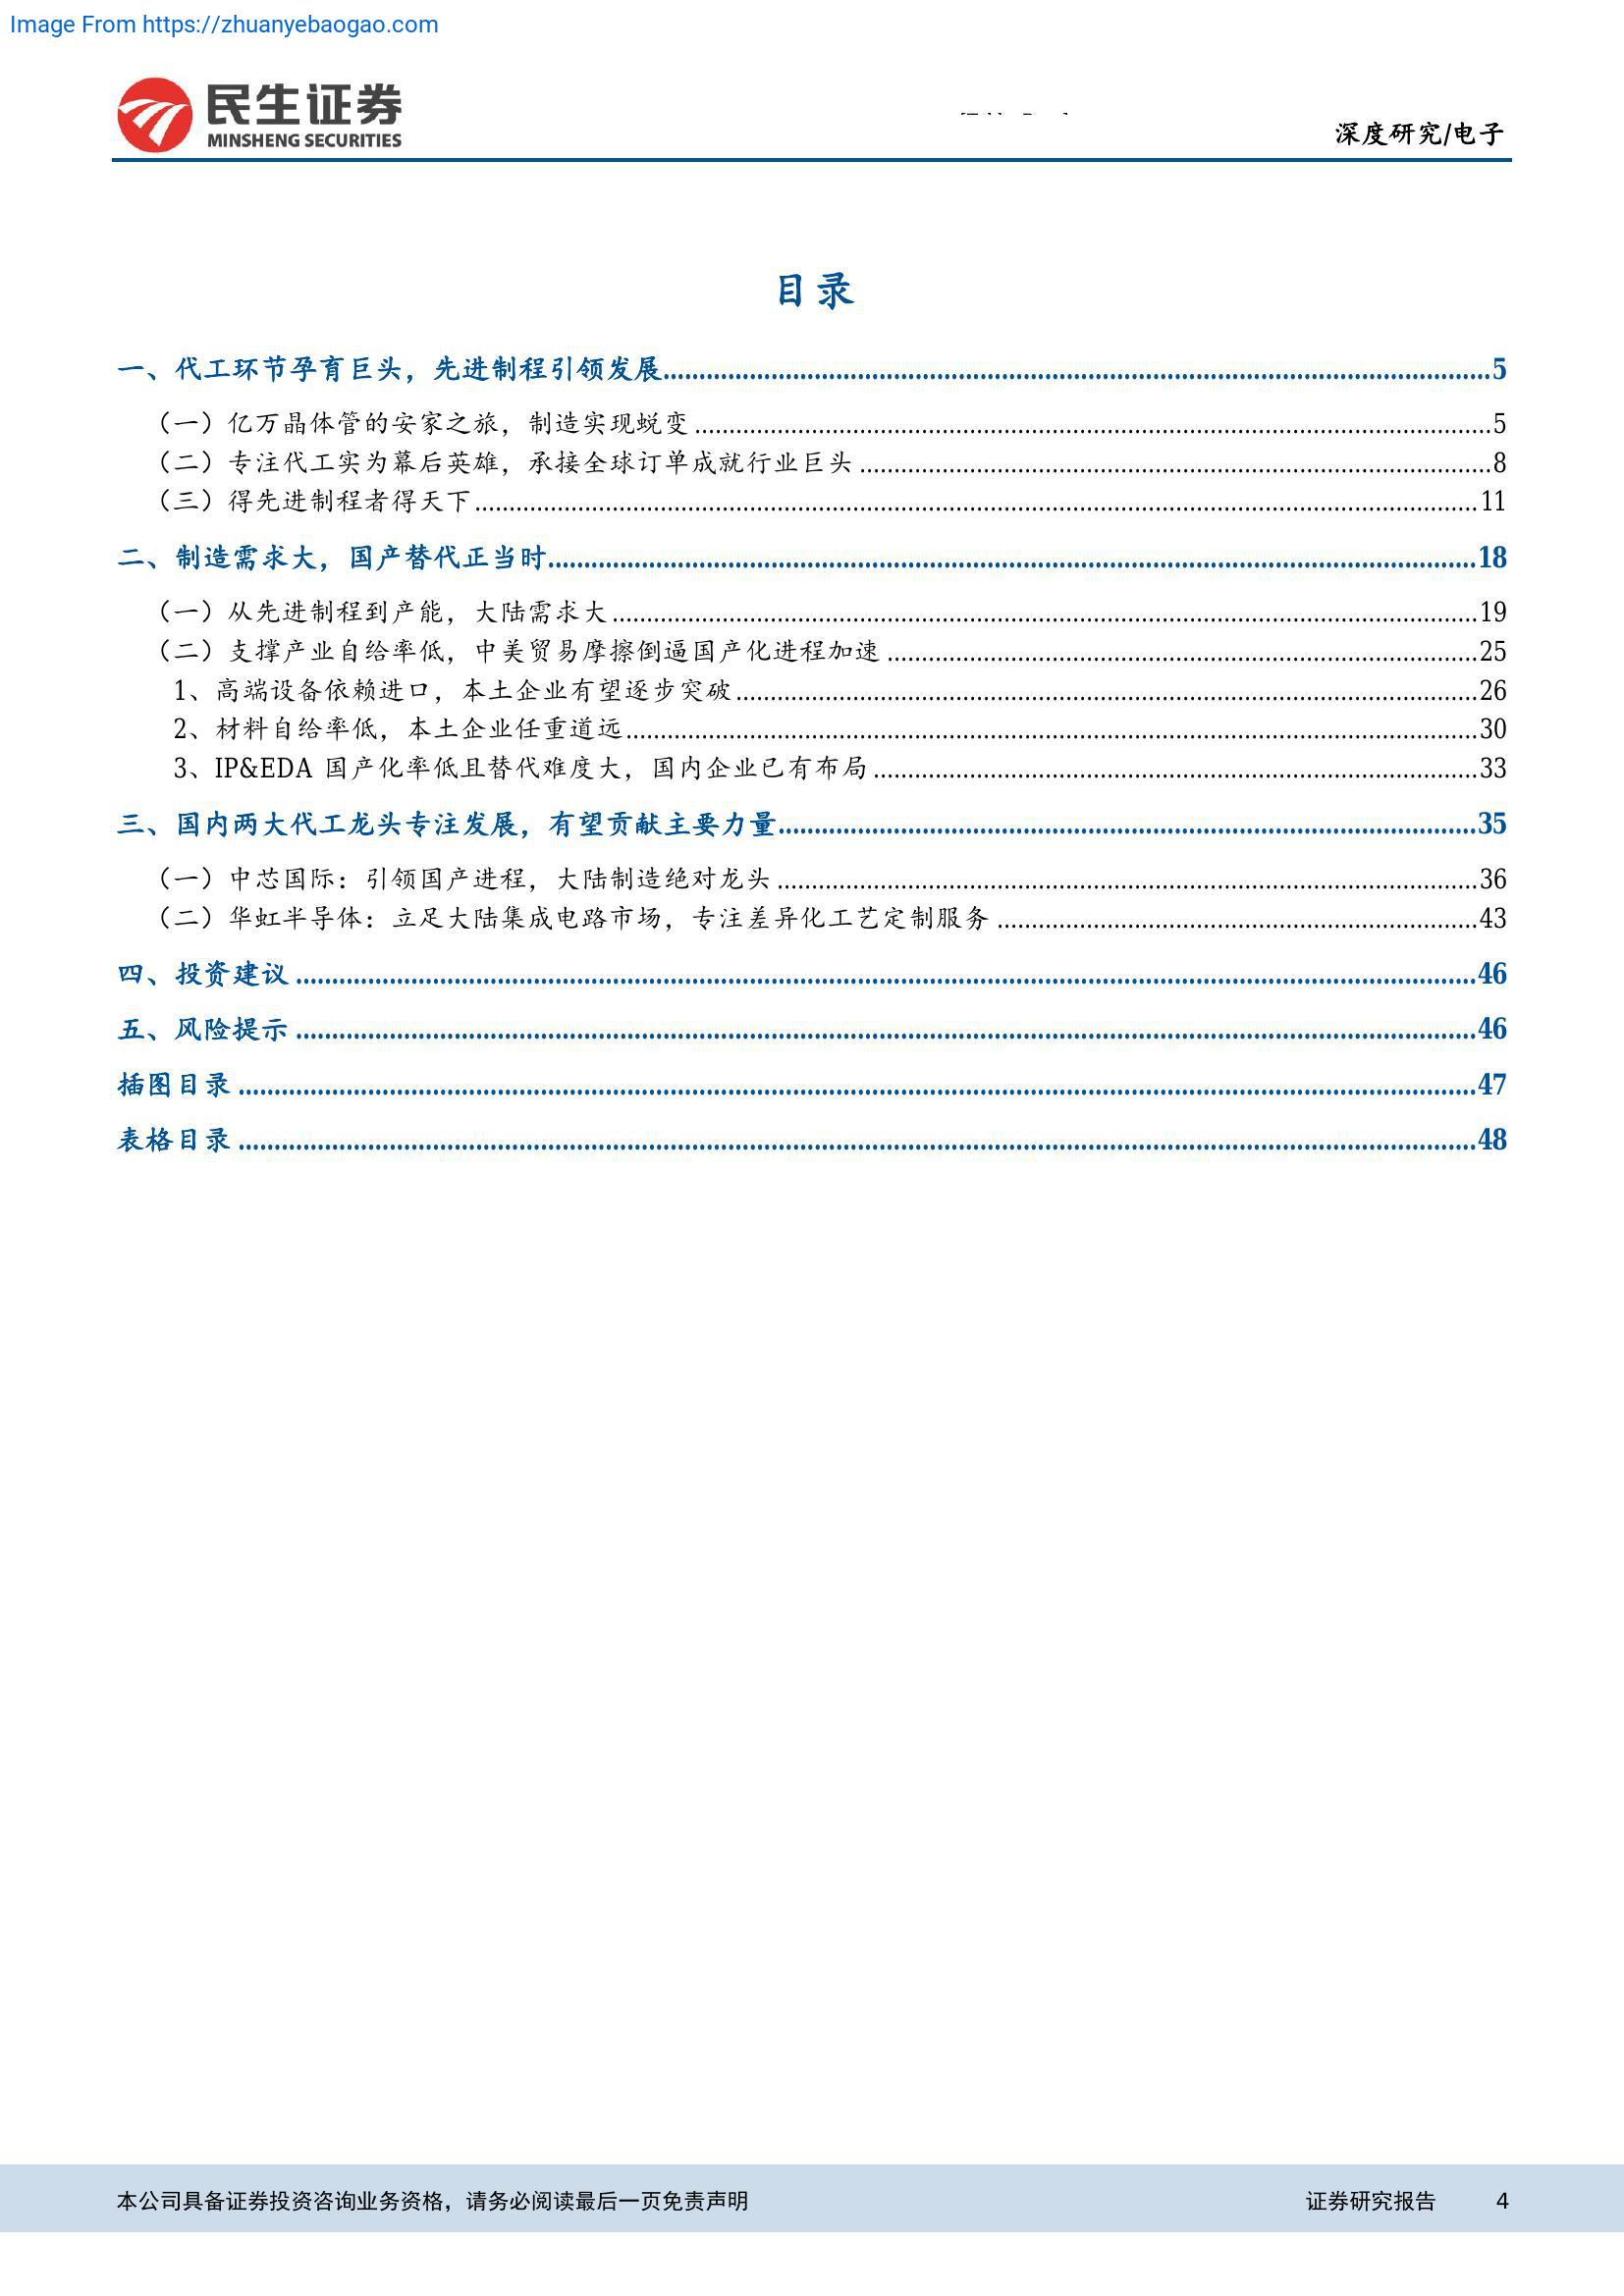 Image From https://zhuanyebaogao.com
民生证券
MINSHENG SECURITIES
深度研究/电子
目录
一、代工环节孕育巨头，先进制程引领发展 5
（一）亿万晶体管的安家之旅，制造实现蜕变 5
（二）专注代工实为幕后英雄，承接全球订单成就行业巨头 8
（三）得先进制程者得天下 11
二、制造需求大，国产替代正当时 18
（一）从先进制程到产能，大陆需求大 19
（二）支撑产业自给率低，中美贸易摩擦倒逼国产化进程加速 25
1、高端设备依赖进口，本土企业有望逐步突破 26
2、材料自给率低，本土企业任重道远 30
3、IP&EDA 国产化率低且替代难度大，国内企业已有布局 33
三、国内两大代工龙头专注发展，有望贡献主要力量 35
（一）中芯国际：引领国产进程，大陆制造绝对龙头 36
（二）华虹半导体：立足大陆集成电路市场，专注差异化工艺定制服务 43
四、投资建议 46
五、风险提示 46
插图目录 47
表格目录 48
本公司具备证券投资咨询业务资格，请务必阅读最后一页免责声明 证券研究报告 4